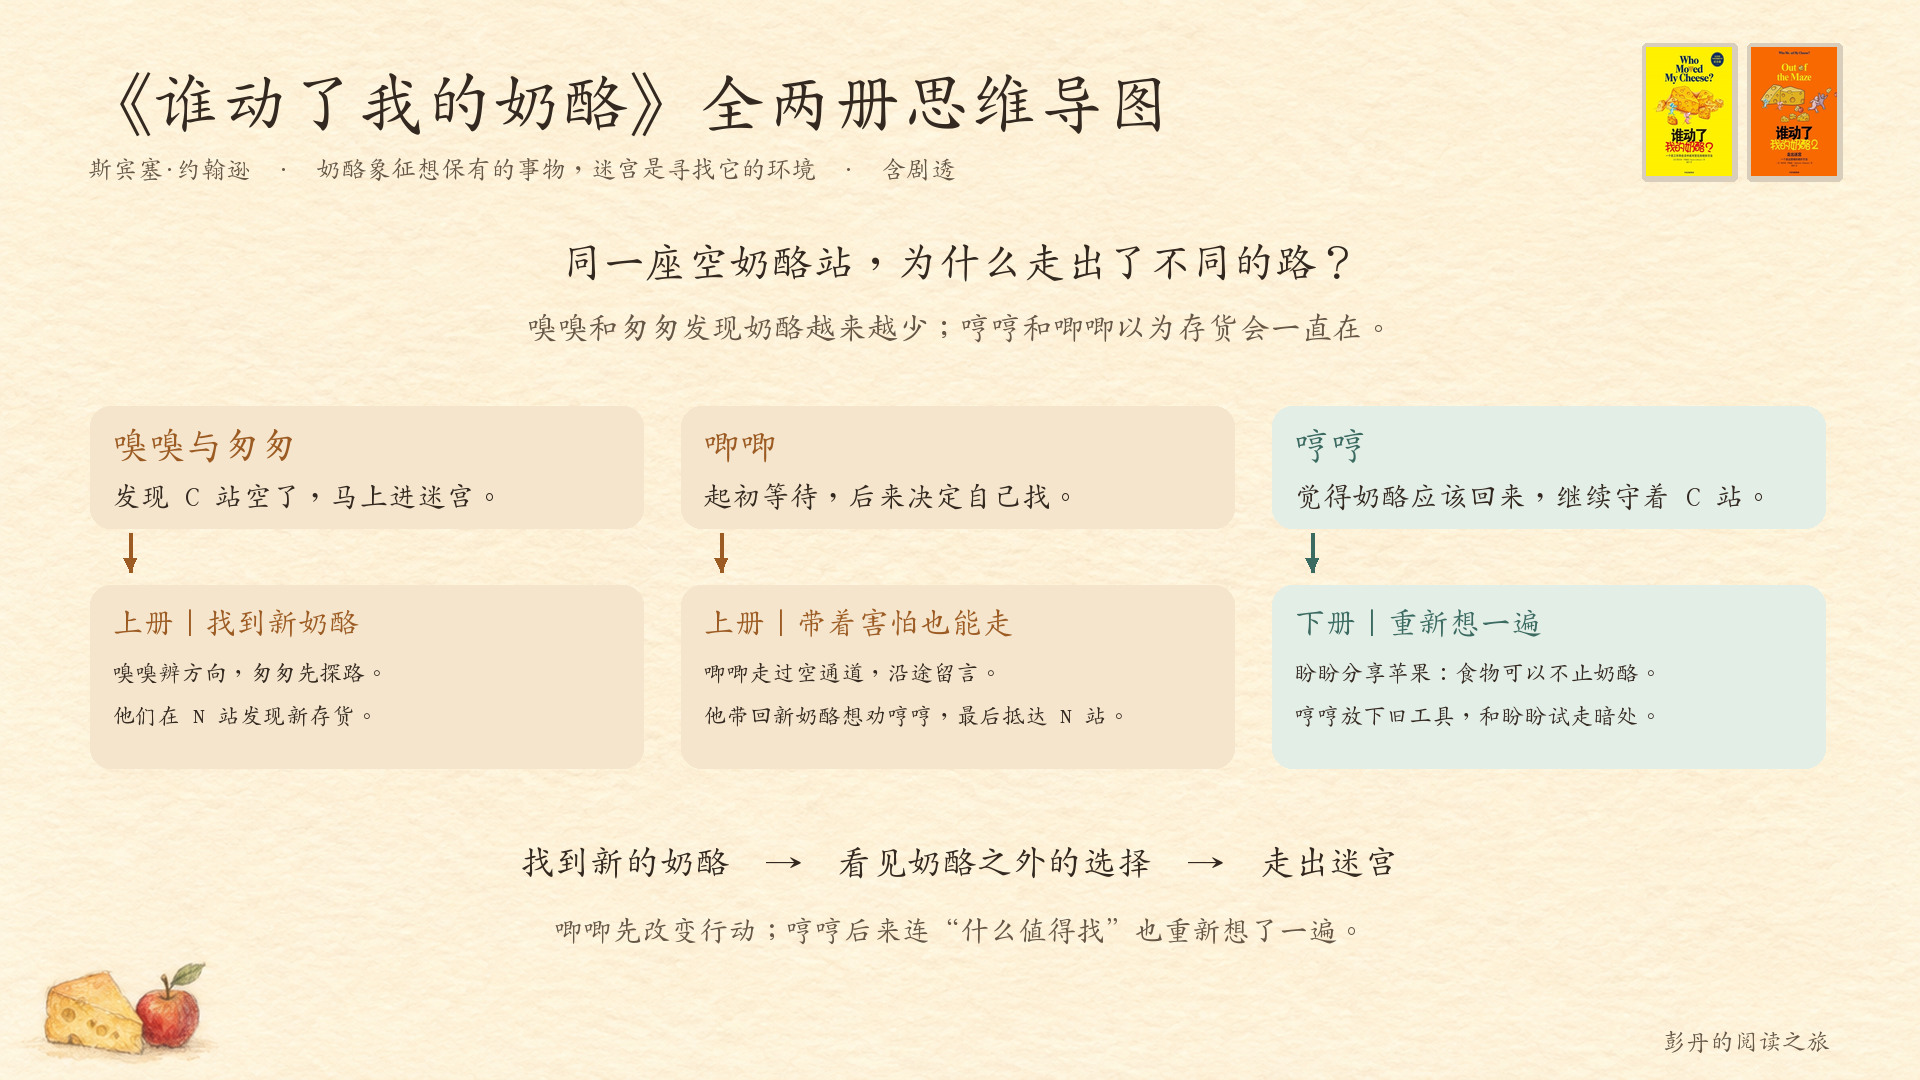 《谁动了我的奶酪》全两册思维导图
斯宾塞·约翰逊 · 奶酪象征想保有的事物，迷宫是寻找它的环境 · 含剧透
Who
Moved
My Cheese?
谁动了
我的奶酪？
Out of
the Maze
谁动了
我的奶酪2
同一座空奶酪站，为什么走出了不同的路？
嗅嗅和匆匆发现奶酪越来越少；哼哼和唧唧以为存货会一直在。
嗅嗅与匆匆
发现 C 站空了，马上进迷宫。
唧唧
起初等待，后来决定自己找。
哼哼
觉得奶酪应该回来，继续守着 C 站。
上册｜找到新奶酪
嗅嗅辨方向，匆匆先探路。
他们在 N 站发现新存货。
上册｜带着害怕也能走
唧唧走过空通道，沿途留言。
他带回新奶酪想劝哼哼，最后抵达 N 站。
下册｜重新想一遍
盼盼分享苹果：食物可以不止奶酪。
哼哼放下旧工具，和盼盼试走暗处。
找到新的奶酪 → 看见奶酪之外的选择 → 走出迷宫
唧唧先改变行动；哼哼后来连“什么值得找”也重新想了一遍。
彭丹的阅读之旅